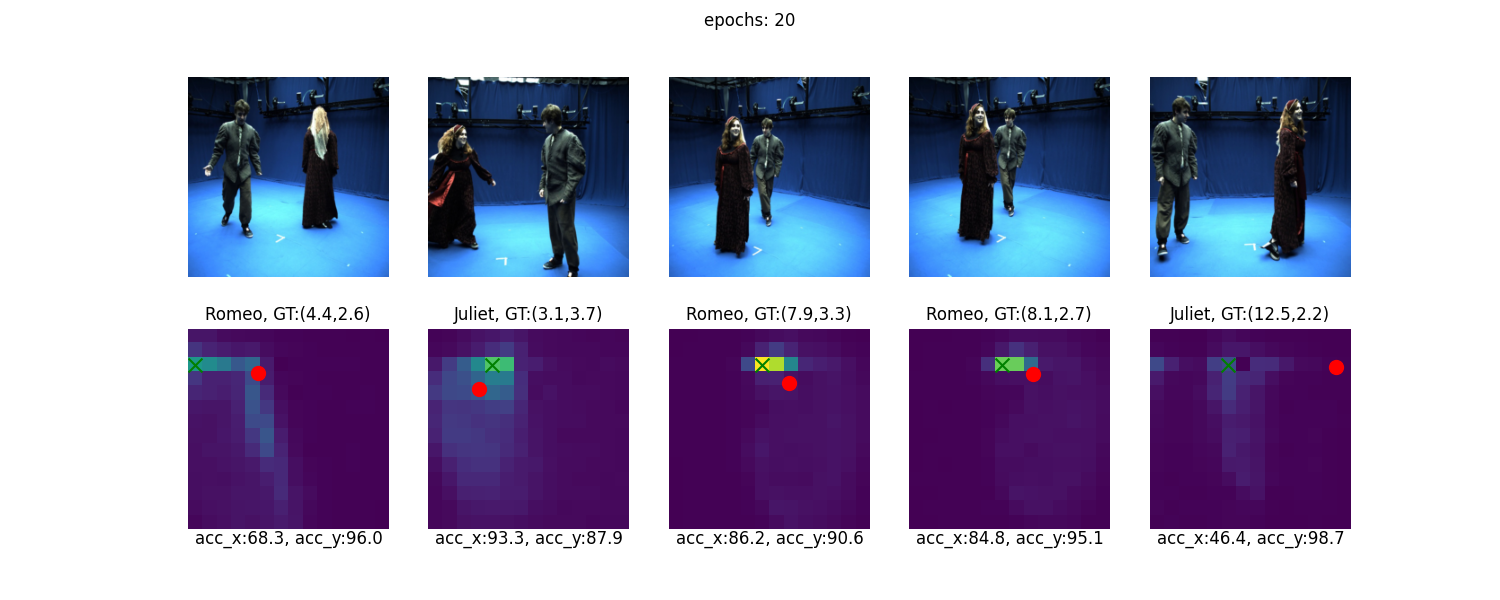 epochs: 20
Romeo, GT:(4.4,2.6)
Juliet, GT:(3.1,3.7)
Romeo, GT:(7.9,3.3)
Romeo, GT:(8.1,2.7)
Juliet, GT:(12.5,2.2)
acc_x:68.3, acc_y:96.0
acc_x:93.3, acc_y:87.9
acc_x:86.2, acc_y:90.6
acc_x:84.8, acc_y:95.1
acc_x:46.4, acc_y:98.7